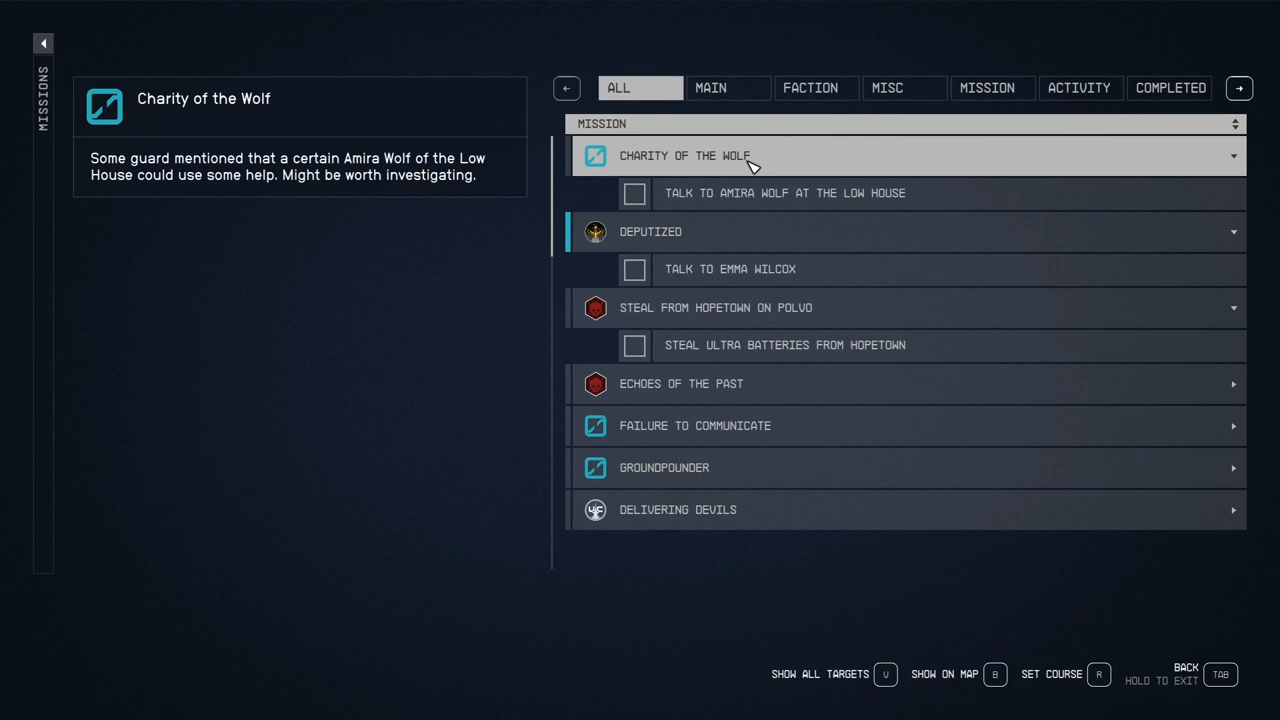 MISSIONS
Charity of the Wolf
Some guard mentioned that a certain Amira Wolf of the Low
House could use some help. Might be worth investigating.
ALL MAIN FACTION MISC MISSION ACTIVITY COMPLETED
MISSION
CHARITY OF THE WOLF
TALK TO AMIRA WOLF AT THE LOW HOUSE
DEPUTIZED
TALK TO EMMA WILCOX
STEAL FROM HOPETOWN ON POLVO
STEAL ULTRA BATTERIES FROM HOPETOWN
ECHOES OF THE PAST
FAILURE TO COMMUNICATE
GROUNDPOUNDER
UC
DELIVERING DEVILS
SHOW ALL TARGETS V SHOW ON MAP B SET COURSE R BACK TAB
HOLD TO EXIT